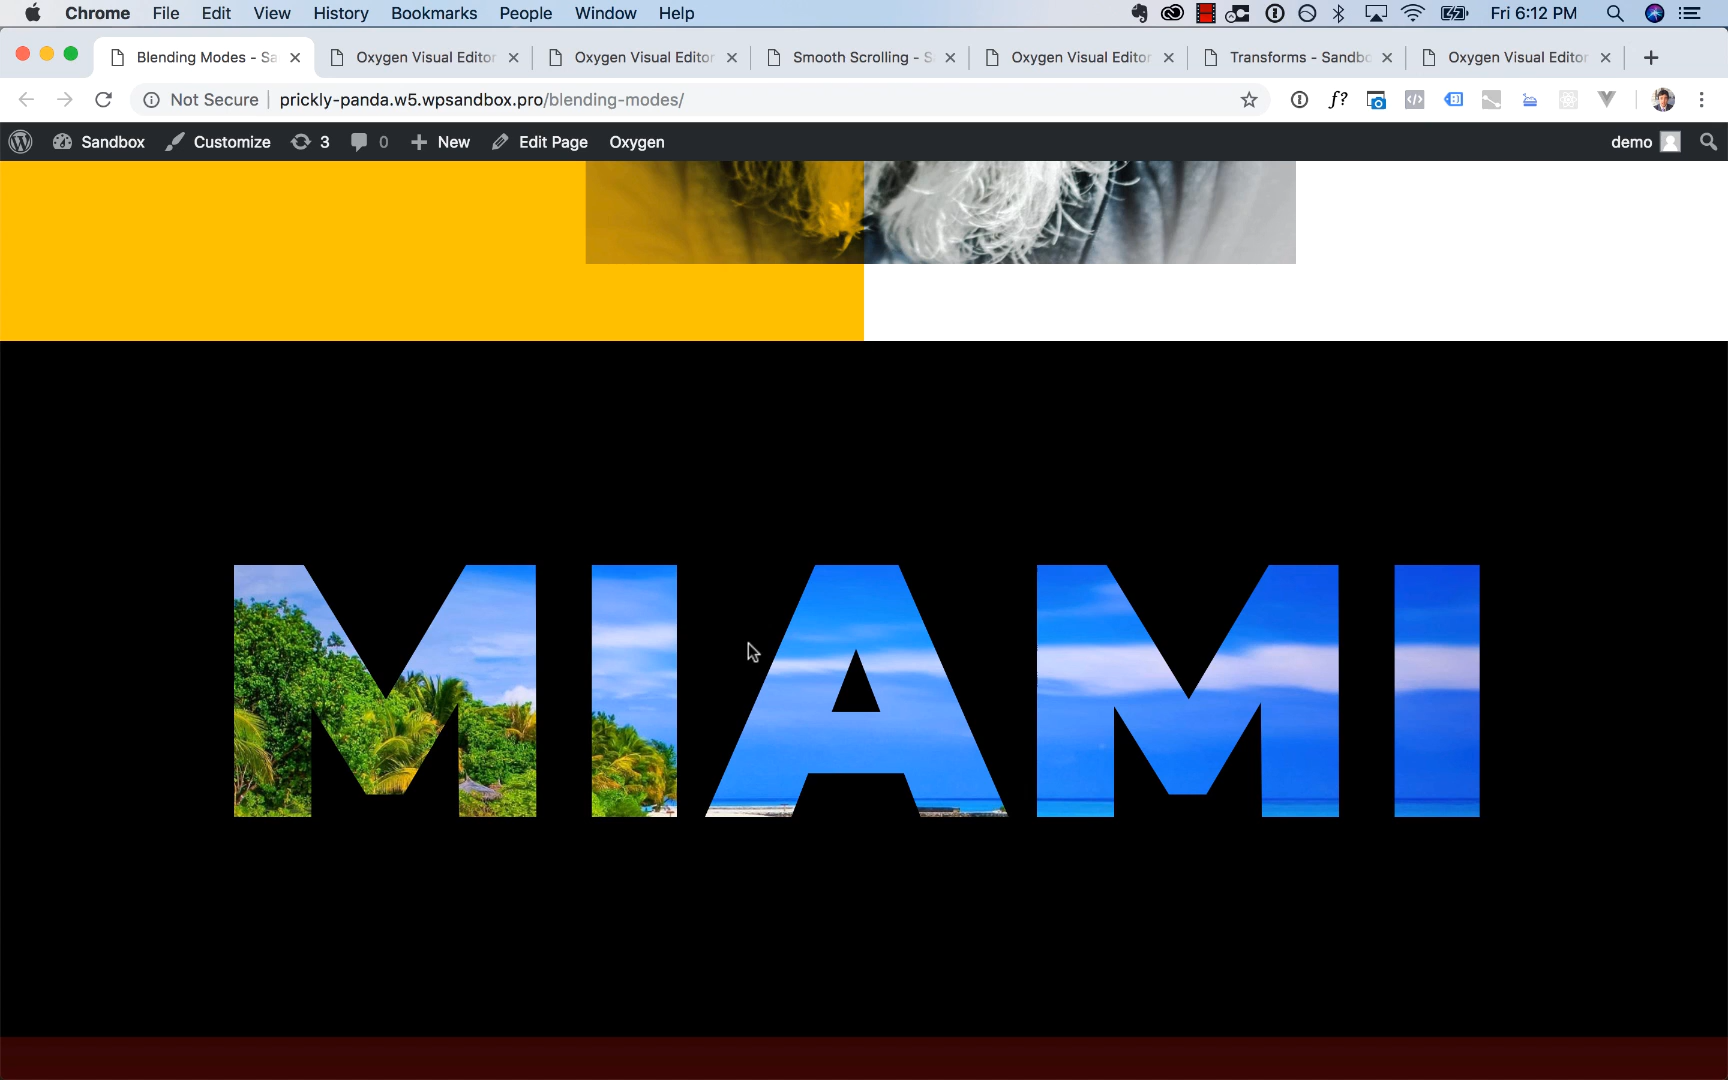 Chrome File Edit View History Bookmarks People Window Help Fri 6:12 PM
Blending Modes - Sa Oxygen Visual Editor Oxygen Visual Editor Smooth Scrolling - S Oxygen Visual Editor Transforms - Sandbo Oxygen Visual Editor
Not Secure prickly-panda.w5.wpsandbox.pro/blending-modes/ f?
Sandbox Customize 3 0 New Edit Page Oxygen demo
MIAMI